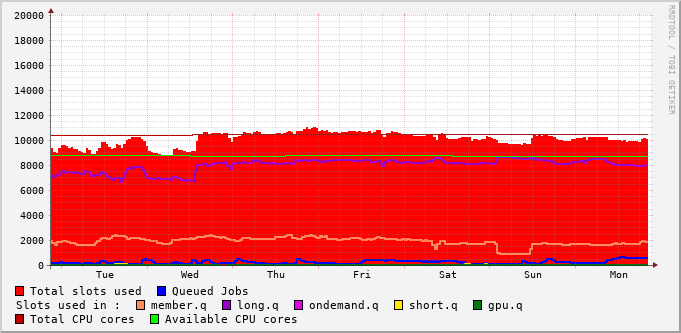 20000
18000
16000
14000
12000
10000
8000
6000
4000
2000
0
Tue Wed Thu Fri Sat Sun Mon
RRDTOOL / TOBI OETIKER
Total slots used Queued Jobs
Slots used in : member.q long.q ondemand.q short.q gpu.q
Total CPU cores Available CPU cores